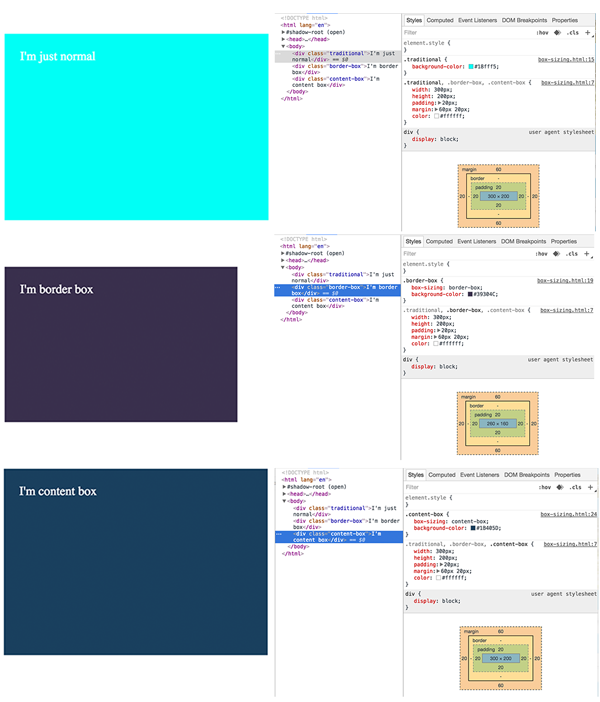 I'm just normal
<!DOCTYPE html>
<html lang="en">
▶#shadow-root (open)
▶<head>…</head>
▼<body>
<div class="traditional">I'm just
normal</div> == $0
<div class="border-box">I'm border
box</div>
<div class="content-box">I'm
content box</div>
</body>
</html>
Styles Computed Event Listeners DOM Breakpoints Properties
Filter :hov .cls +
element.style {
}
.traditional { box-sizing.html:15
background-color: #18fff5;
}
.traditional, .border-box, .content-box { box-sizing.html:7
width: 300px;
height: 200px;
padding:▶20px;
margin:▶60px 20px;
color: #ffffff;
}
div { user agent stylesheet
display: block;
}
margin 60
border -
padding 20
20 - 20 300 × 200 20 - 20
20
-
60
I'm border box
<!DOCTYPE html>
<html lang="en">
▶#shadow-root (open)
▶<head>…</head>
▼<body>
<div class="traditional">I'm just
normal</div>
… <div class="border-box">I'm border
box</div> == $0
<div class="content-box">I'm
content box</div>
</body>
</html>
Styles Computed Event Listeners DOM Breakpoints Properties
Filter :hov .cls +
element.style {
}
.border-box { box-sizing.html:19
box-sizing: border-box;
background-color: #39304C;
}
.traditional, .border-box, .content-box { box-sizing.html:7
width: 300px;
height: 200px;
padding:▶20px;
margin:▶60px 20px;
color: #ffffff;
}
div { user agent stylesheet
display: block;
}
margin 60
border -
padding 20
20 - 20 260 × 160 20 - 20
20
-
60
I'm content box
<!DOCTYPE html>
<html lang="en">
▶#shadow-root (open)
▶<head>…</head>
▼<body>
<div class="traditional">I'm just
normal</div>
<div class="border-box">I'm border
box</div>
… <div class="content-box">I'm
content box</div> == $0
</body>
</html>
Styles Computed Event Listeners DOM Breakpoints Properties
Filter :hov .cls +
element.style {
}
.content-box { box-sizing.html:24
box-sizing: content-box;
background-color: #18405D;
}
.traditional, .border-box, .content-box { box-sizing.html:7
width: 300px;
height: 200px;
padding:▶20px;
margin:▶60px 20px;
color: #ffffff;
}
div { user agent stylesheet
display: block;
}
margin 60
border -
padding 20
20 - 20 300 × 200 20 - 20
20
-
60